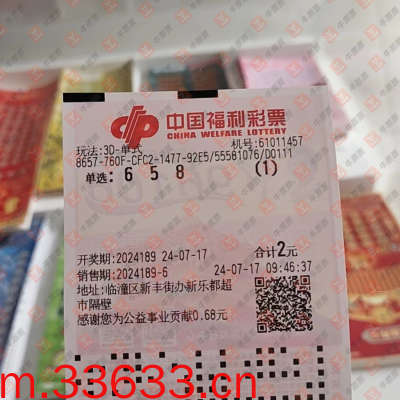 中国福利彩票
CHINA WELFARE LOTTERY
玩法:3D-单式 机号:61011457
8657-760F-CFC2-1477-92E5/55581076/D0111
单选: 6 5 8 (1)
开奖期:2024189 24-07-17 合计2元
销售期:2024189-6 24-07-17 09:46:37
地址:临潼区新丰街办新乐都超
市隔壁
感谢您为公益事业贡献0.68元
m.33633.cn